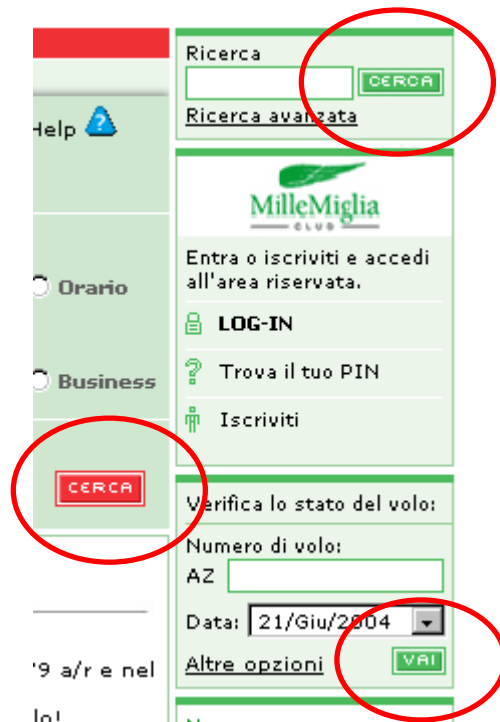 Ricerca
CERCA
Ricerca avanzata
Help ?
MilleMiglia
CLUB
Entra o iscriviti e accedi
all'area riservata.
Orario
LOG-IN
Business
? Trova il tuo PIN
Iscriviti
CERCA
Verifica lo stato del volo:
Numero di volo:
AZ
Data: 21/Giu/2004
'9 a/r e nel
Altre opzioni
VAI